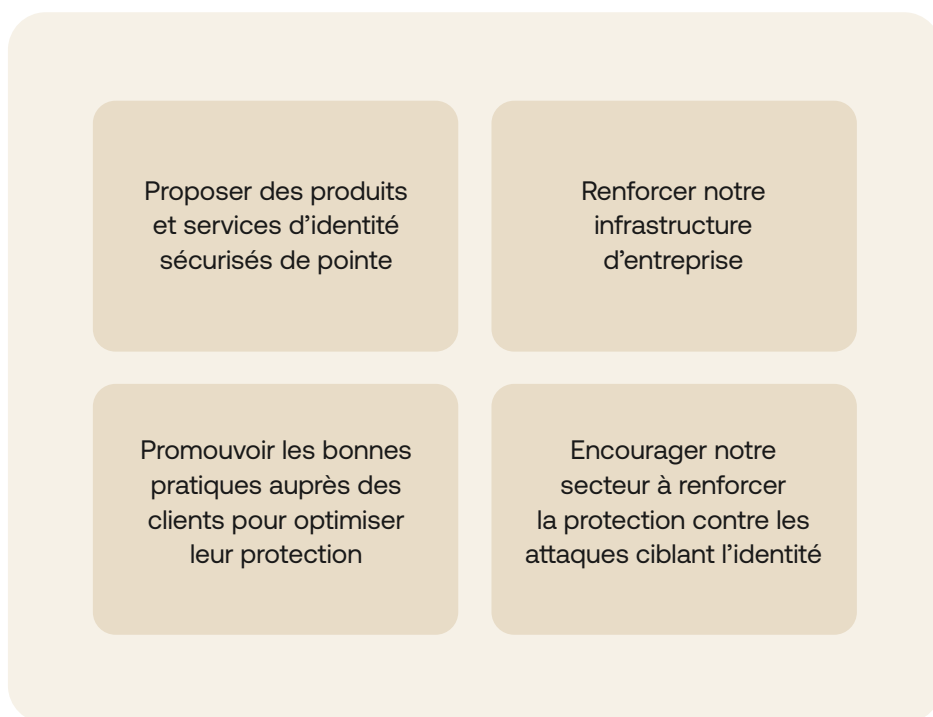 Proposer des produits
et services d’identité
sécurisés de pointe
Renforcer notre
infrastructure
d’entreprise
Promouvoir les bonnes
pratiques auprès des
clients pour optimiser
leur protection
Encourager notre
secteur à renforcer
la protection contre les
attaques ciblant l’identité